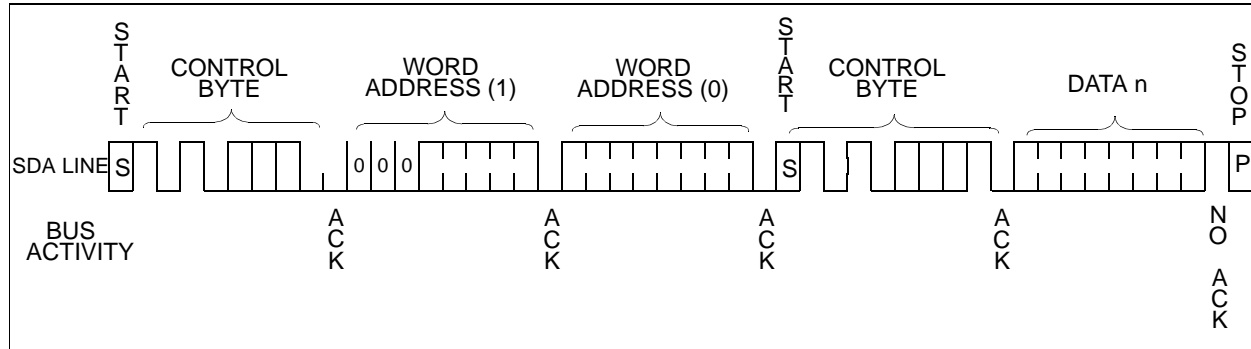 START
CONTROL
BYTE
WORD
ADDRESS (1)
WORD
ADDRESS (0)
START
CONTROL
BYTE
DATA n
STOP
SDA LINE
S
0 0 0
S
P
BUS
ACTIVITY
ACK
ACK
ACK
ACK
NO ACK